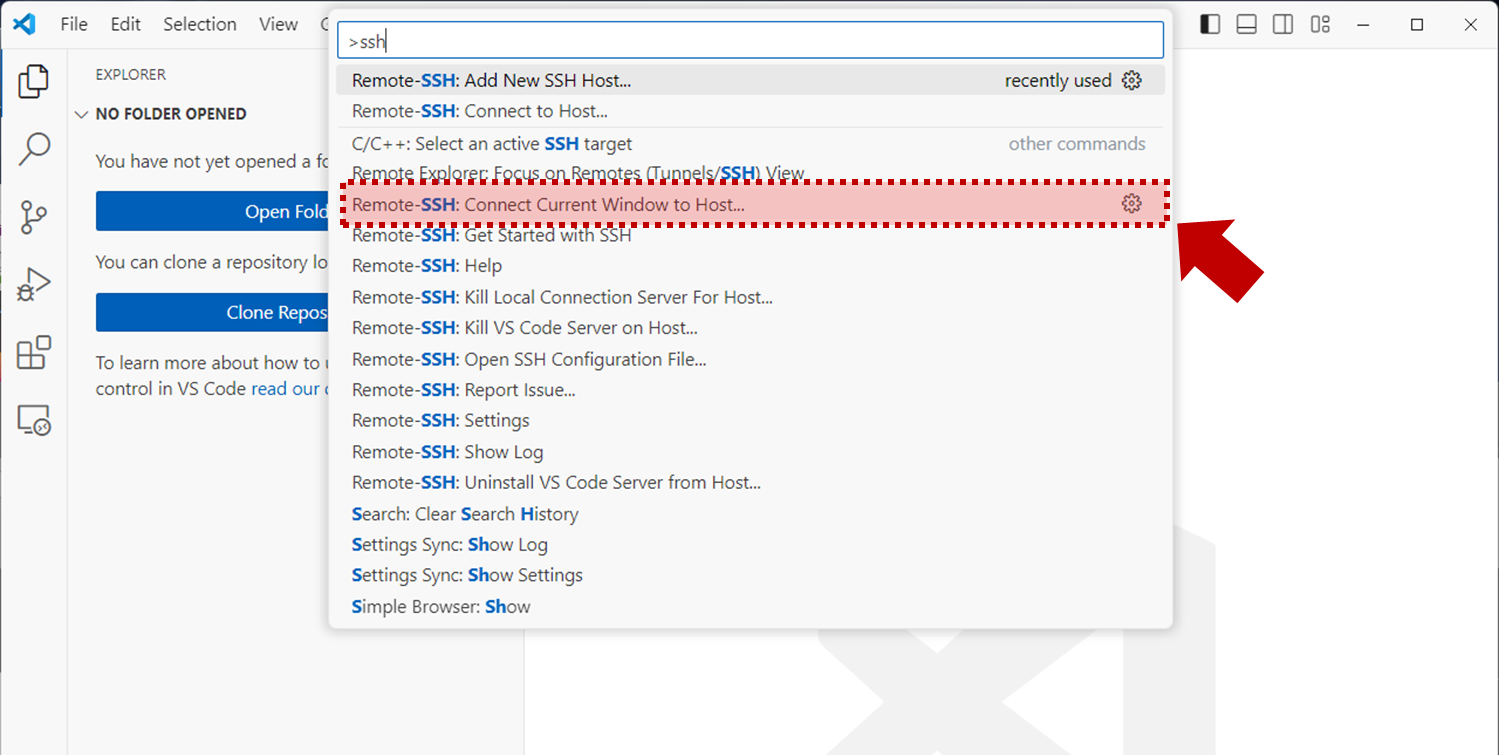 File Edit Selection View
>ssh
EXPLORER
NO FOLDER OPENED
You have not yet opened a
Open
You can clone a repository
Clone
To learn more about how to
control in VS Code read our
Remote-SSH: Add New SSH Host... recently used
Remote-SSH: Connect to Host...
C/C++: Select an active SSH target other commands
Remote Explorer: Focus on Remotes (Tunnels/SSH) View
Remote-SSH: Connect Current Window to Host...
Remote-SSH: Get Started with SSH
Remote-SSH: Help
Remote-SSH: Kill Local Connection Server For Host...
Remote-SSH: Kill VS Code Server on Host...
Remote-SSH: Open SSH Configuration File...
Remote-SSH: Report Issue...
Remote-SSH: Settings
Remote-SSH: Show Log
Remote-SSH: Uninstall VS Code Server from Host...
Search: Clear Search History
Settings Sync: Show Log
Settings Sync: Show Settings
Simple Browser: Show